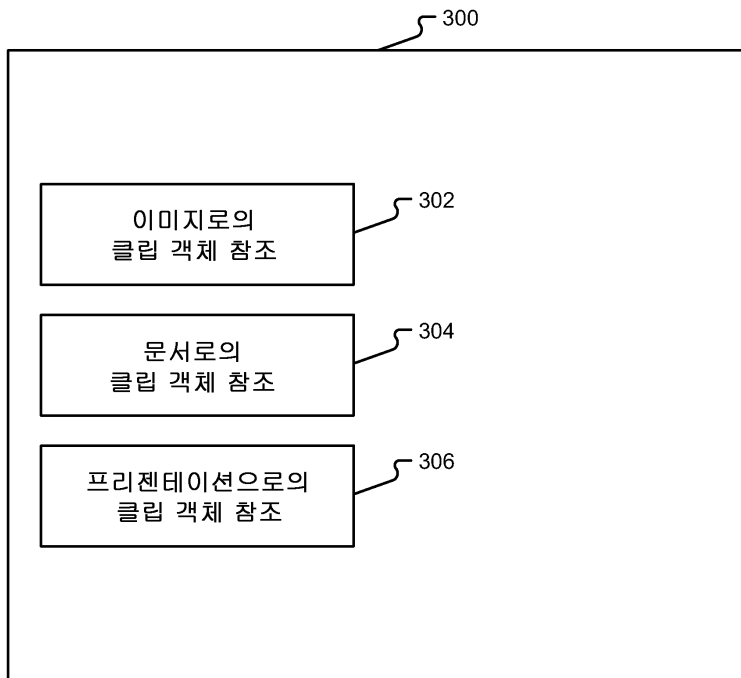 300
이미지로의
클립 객체 참조
302
문서로의
클립 객체 참조
304
프리젠테이션으로의
클립 객체 참조
306